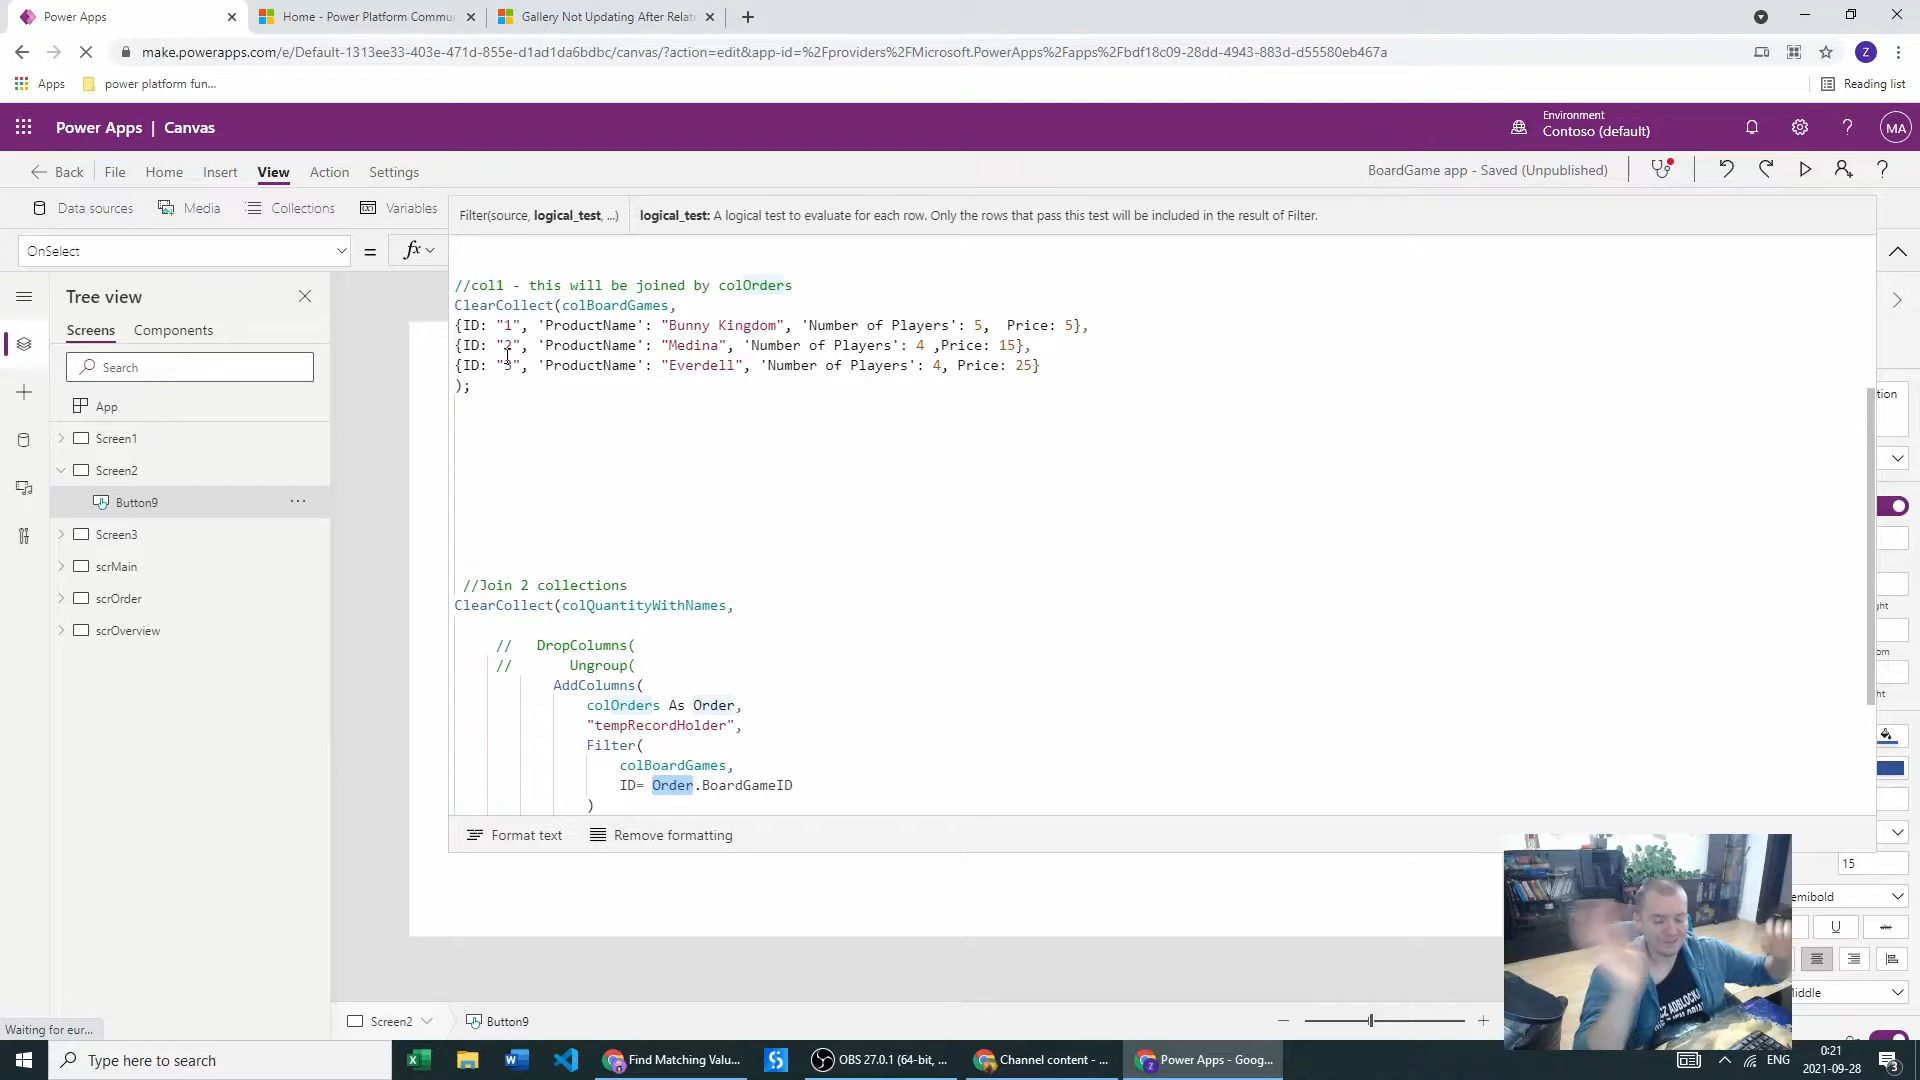 Power Apps
Home - Power Platform Commu
Gallery Not Updating After Relat
make.powerapps.com/e/Default-1313ee33-403e-471d-855e-d1ad1da6bdbc/canvas/?action=edit&app-id=%2Fproviders%2FMicrosoft.PowerApps%2Fapps%2Fbdf18c09-28dd-4943-883d-d55580eb467a
Z
Apps
power platform fun...
Reading list
Power Apps | Canvas
Environment
Contoso (default)
MA
Back
File
Home
Insert
View
Action
Settings
BoardGame app - Saved (Unpublished)
Data sources
Media
Collections
Variables
Filter(source, logical_test, ...)
logical_test: A logical test to evaluate for each row. Only the rows that pass this test will be included in the result of Filter.
OnSelect
=
fx
Tree view
Screens
Components
Search
App
Screen1
Screen2
Button9
Screen3
scrMain
scrOrder
scrOverview
//col1 - this will be joined by colOrders
ClearCollect(colBoardGames,
{ID: "1", 'ProductName': "Bunny Kingdom", 'Number of Players': 5,  Price: 5},
{ID: "2", 'ProductName': "Medina", 'Number of Players': 4 ,Price: 15},
{ID: "3", 'ProductName': "Everdell", 'Number of Players': 4, Price: 25}
);
//Join 2 collections
ClearCollect(colQuantityWithNames,
//   DropColumns(
//       Ungroup(
AddColumns(
colOrders As Order,
"tempRecordHolder",
Filter(
colBoardGames,
ID= Order.BoardGameID
)
Format text
Remove formatting
tion
ght
om
ht
15
emibold
liddle
Screen2
Button9
Waiting for eur...
Type here to search
Find Matching Valu...
OBS 27.0.1 (64-bit, ...
Channel content - ...
Power Apps - Goog...
ENG
0:21
2021-09-28
3